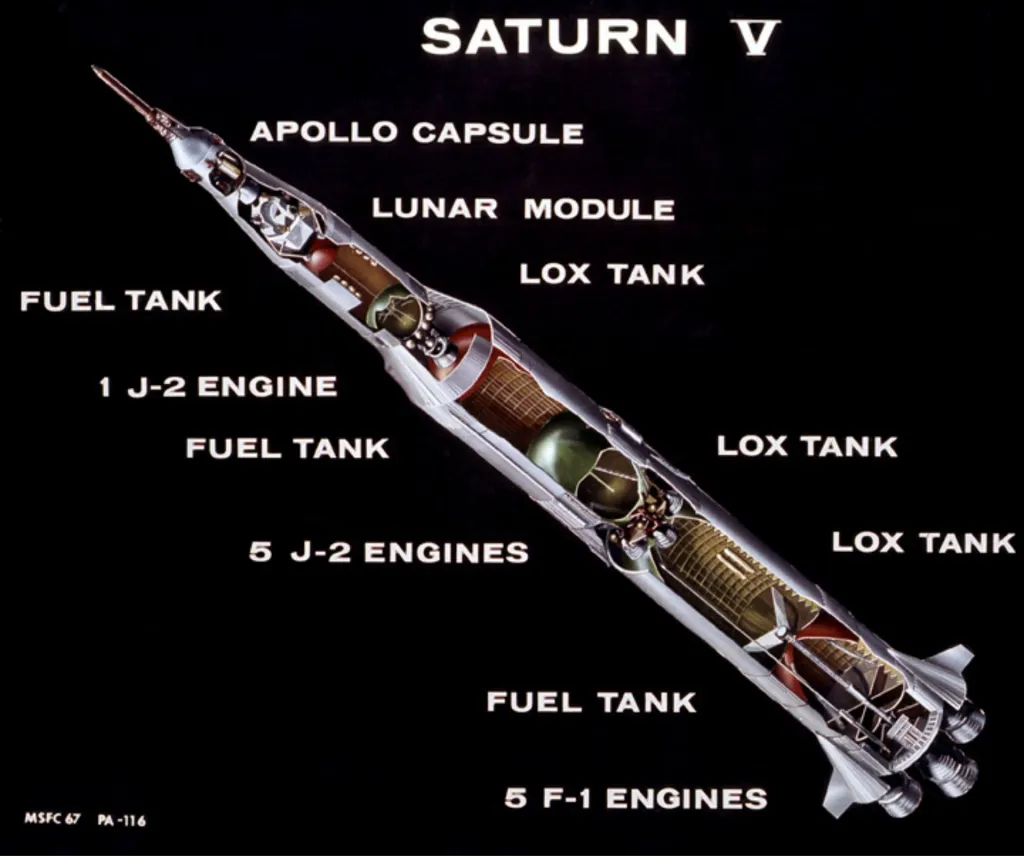 SATURN V
APOLLO CAPSULE
LUNAR MODULE
LOX TANK
FUEL TANK
1 J-2 ENGINE
FUEL TANK
LOX TANK
5 J-2 ENGINES
LOX TANK
FUEL TANK
5 F-1 ENGINES
MSFC 67 PA-116